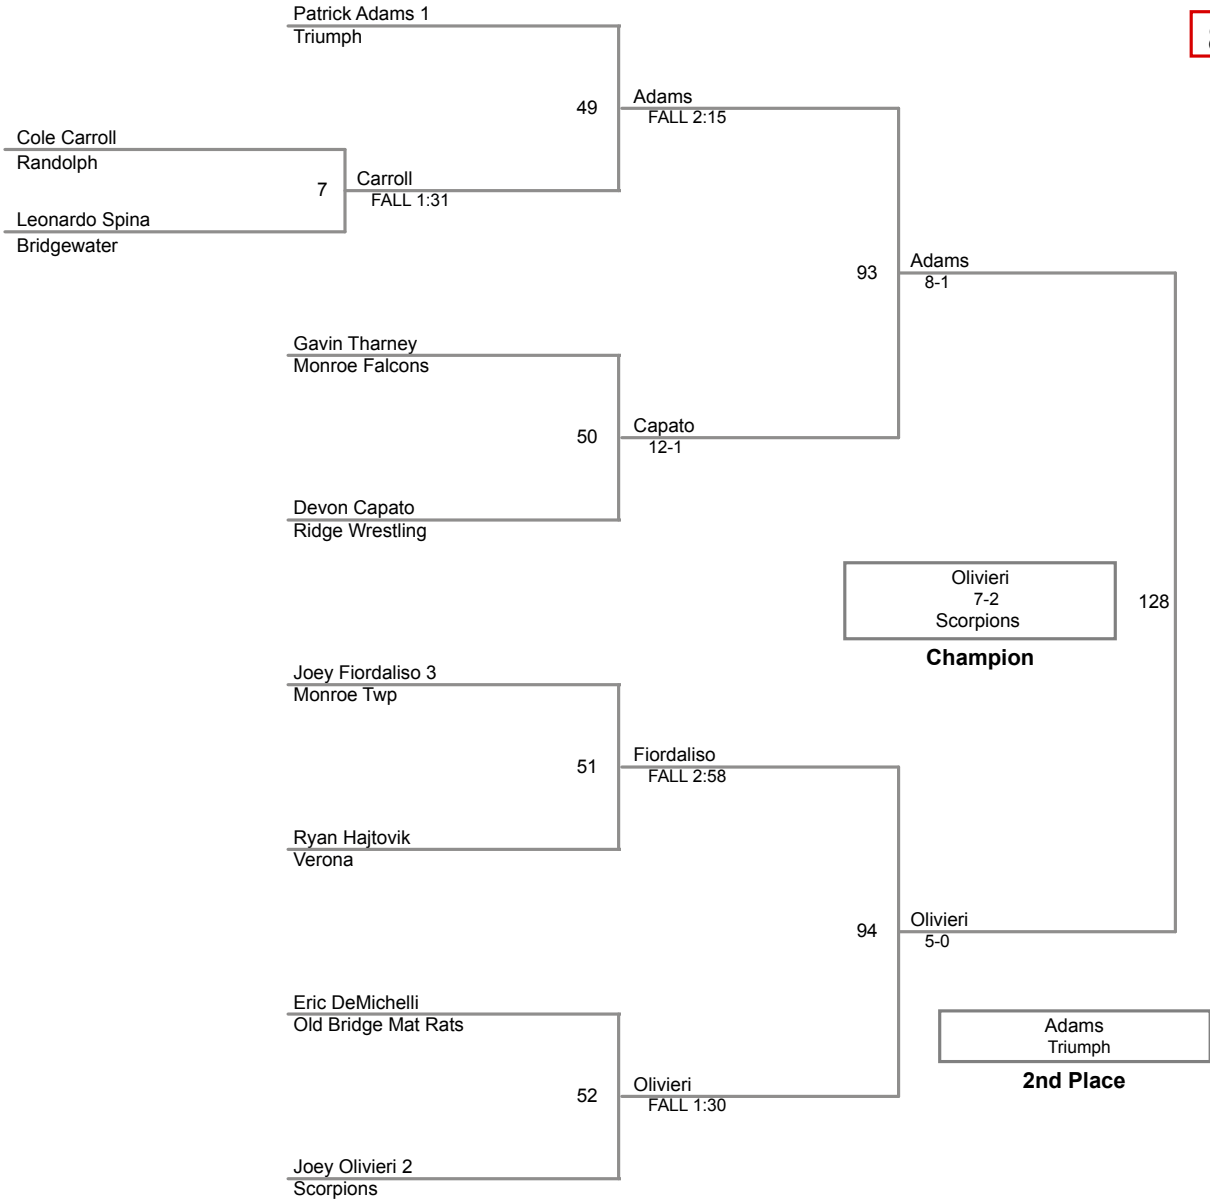 Patrick Adams 1
Triumph
49
Adams
FALL 2:15
Cole Carroll
Randolph
7
Carroll
FALL 1:31
Leonardo Spina
Bridgewater
93
Adams
8-1
Gavin Tharney
Monroe Falcons
50
Capato
12-1
Devon Capato
Ridge Wrestling
Olivieri
7-2
Scorpions
Champion
128
Joey Fiordaliso 3
Monroe Twp
51
Fiordaliso
FALL 2:58
Ryan Hajtovik
Verona
94
Olivieri
5-0
Eric DeMichelli
Old Bridge Mat Rats
Adams
Triumph
2nd Place
52
Olivieri
FALL 1:30
Joey Olivieri 2
Scorpions